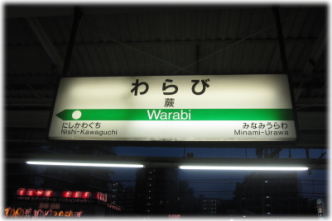 わらび
蕨
Warabi
にしかわぐち みなみうらわ
Nishi-Kawaguchi Minami-Urawa